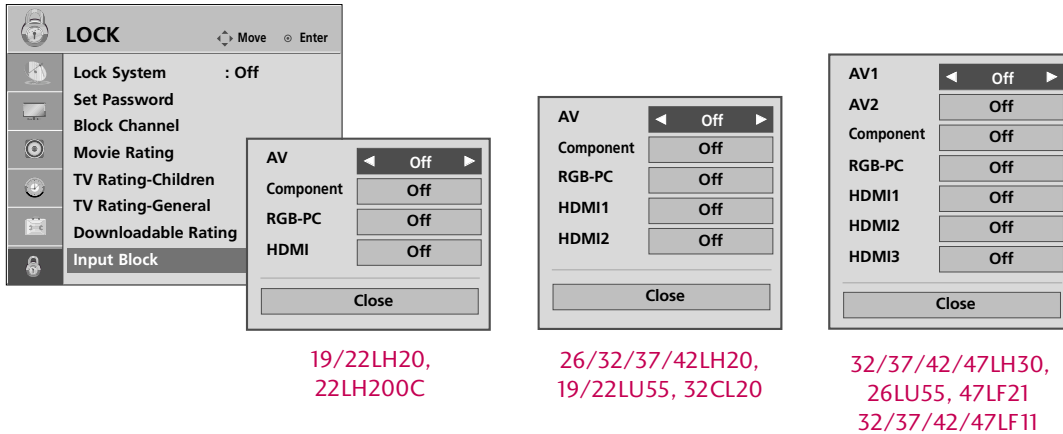 LOCK
Move
Enter
Lock System : Off
Set Password
Block Channel
Movie Rating
TV Rating-Children
TV Rating-General
Downloadable Rating
Input Block
AV ◀ Off ▶
Component Off
RGB-PC Off
HDMI Off
Close
19/22LH20,
22LH200C
AV ◀ Off ▶
Component Off
RGB-PC Off
HDMI1 Off
HDMI2 Off
Close
26/32/37/42LH20,
19/22LU55, 32CL20
AV1 ◀ Off ▶
AV2 Off
Component Off
RGB-PC Off
HDMI1 Off
HDMI2 Off
HDMI3 Off
Close
32/37/42/47LH30,
26LU55, 47LF21
32/37/42/47LF11